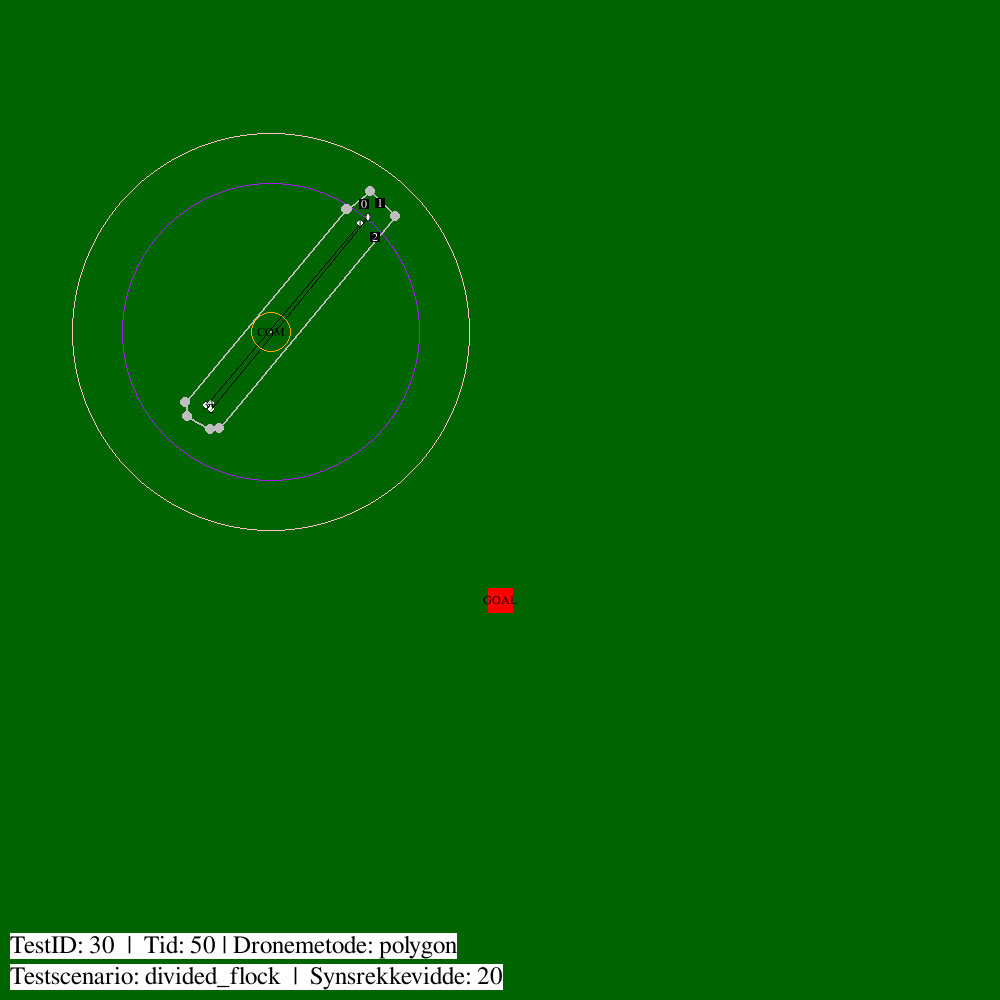 0 1
2
COM
GOAL
TestID: 30 | Tid: 50 | Dronemetode: polygon
Testscenario: divided_flock | Synsrekkevidde: 20